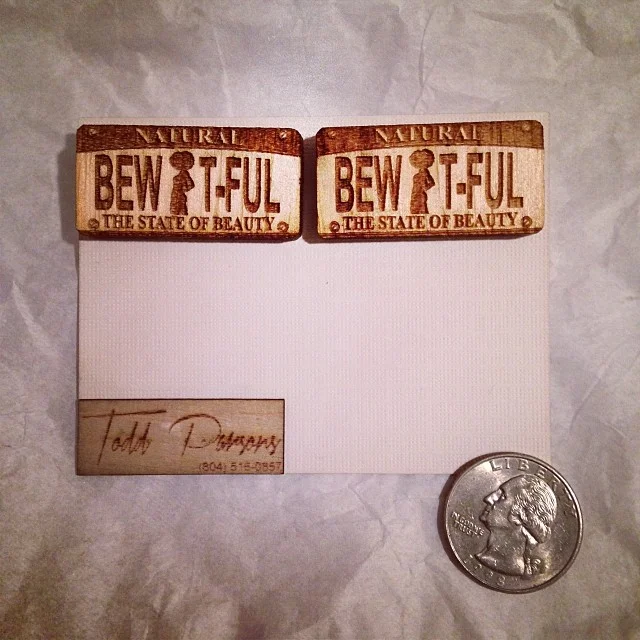 NATURAL
BEW T-FUL
THE STATE OF BEAUTY
NATURAL
BEW T-FUL
THE STATE OF BEAUTY
Todd Parsons
(804) 516-0857
LIBERTY